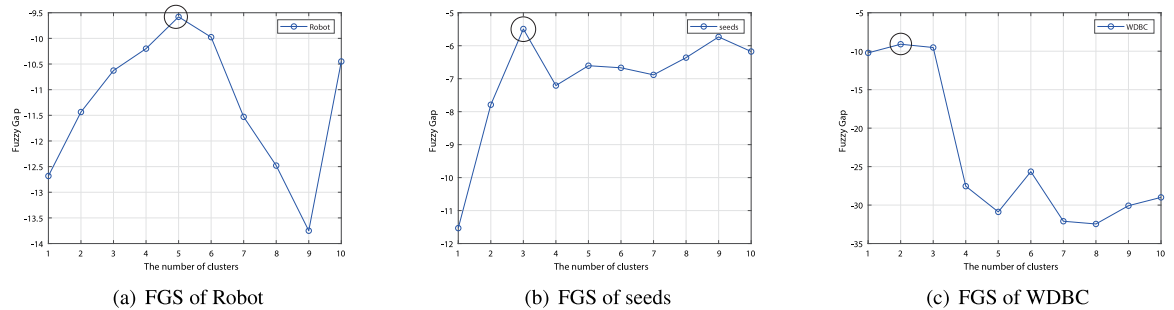 -9.5
-10
-10.5
-11
-11.5
-12
-12.5
-13
-13.5
-14
Fuzzy Gap
1 2 3 4 5 6 7 8 9 10
The number of clusters
Robot
(a) FGS of Robot
-5
-6
-7
-8
-9
-10
-11
-12
Fuzzy Gap
1 2 3 4 5 6 7 8 9 10
The number of clusters
seeds
(b) FGS of seeds
-5
-10
-15
-20
-25
-30
-35
Fuzzy Gap
1 2 3 4 5 6 7 8 9 10
The number of clusters
WDBC
(c) FGS of WDBC